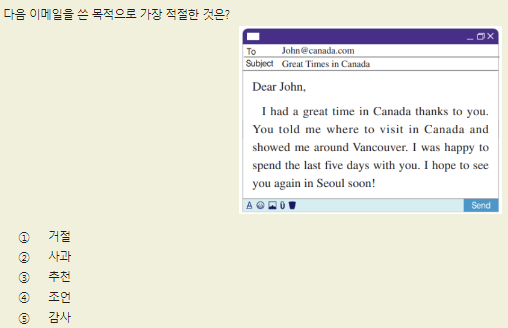 다음 이메일을 쓴 목적으로 가장 적절한 것은?
To John@canada.com
Subject Great Times in Canada
Dear John,
I had a great time in Canada thanks to you.
You told me where to visit in Canada and
showed me around Vancouver. I was happy to
spend the last five days with you. I hope to see
you again in Seoul soon!
Send
① 거절
② 사과
③ 추천
④ 조언
⑤ 감사